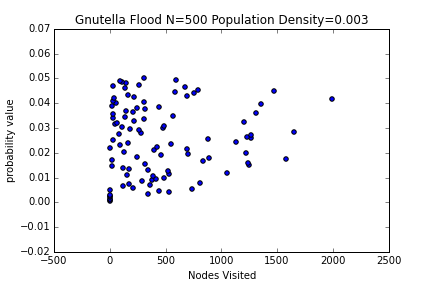 Gnutella Flood N=500 Population Density=0.003
0.07
0.06
0.05
0.04
0.03
0.02
0.01
0.00
−0.01
−0.02
probability value
−500 0 500 1000 1500 2000 2500
Nodes Visited